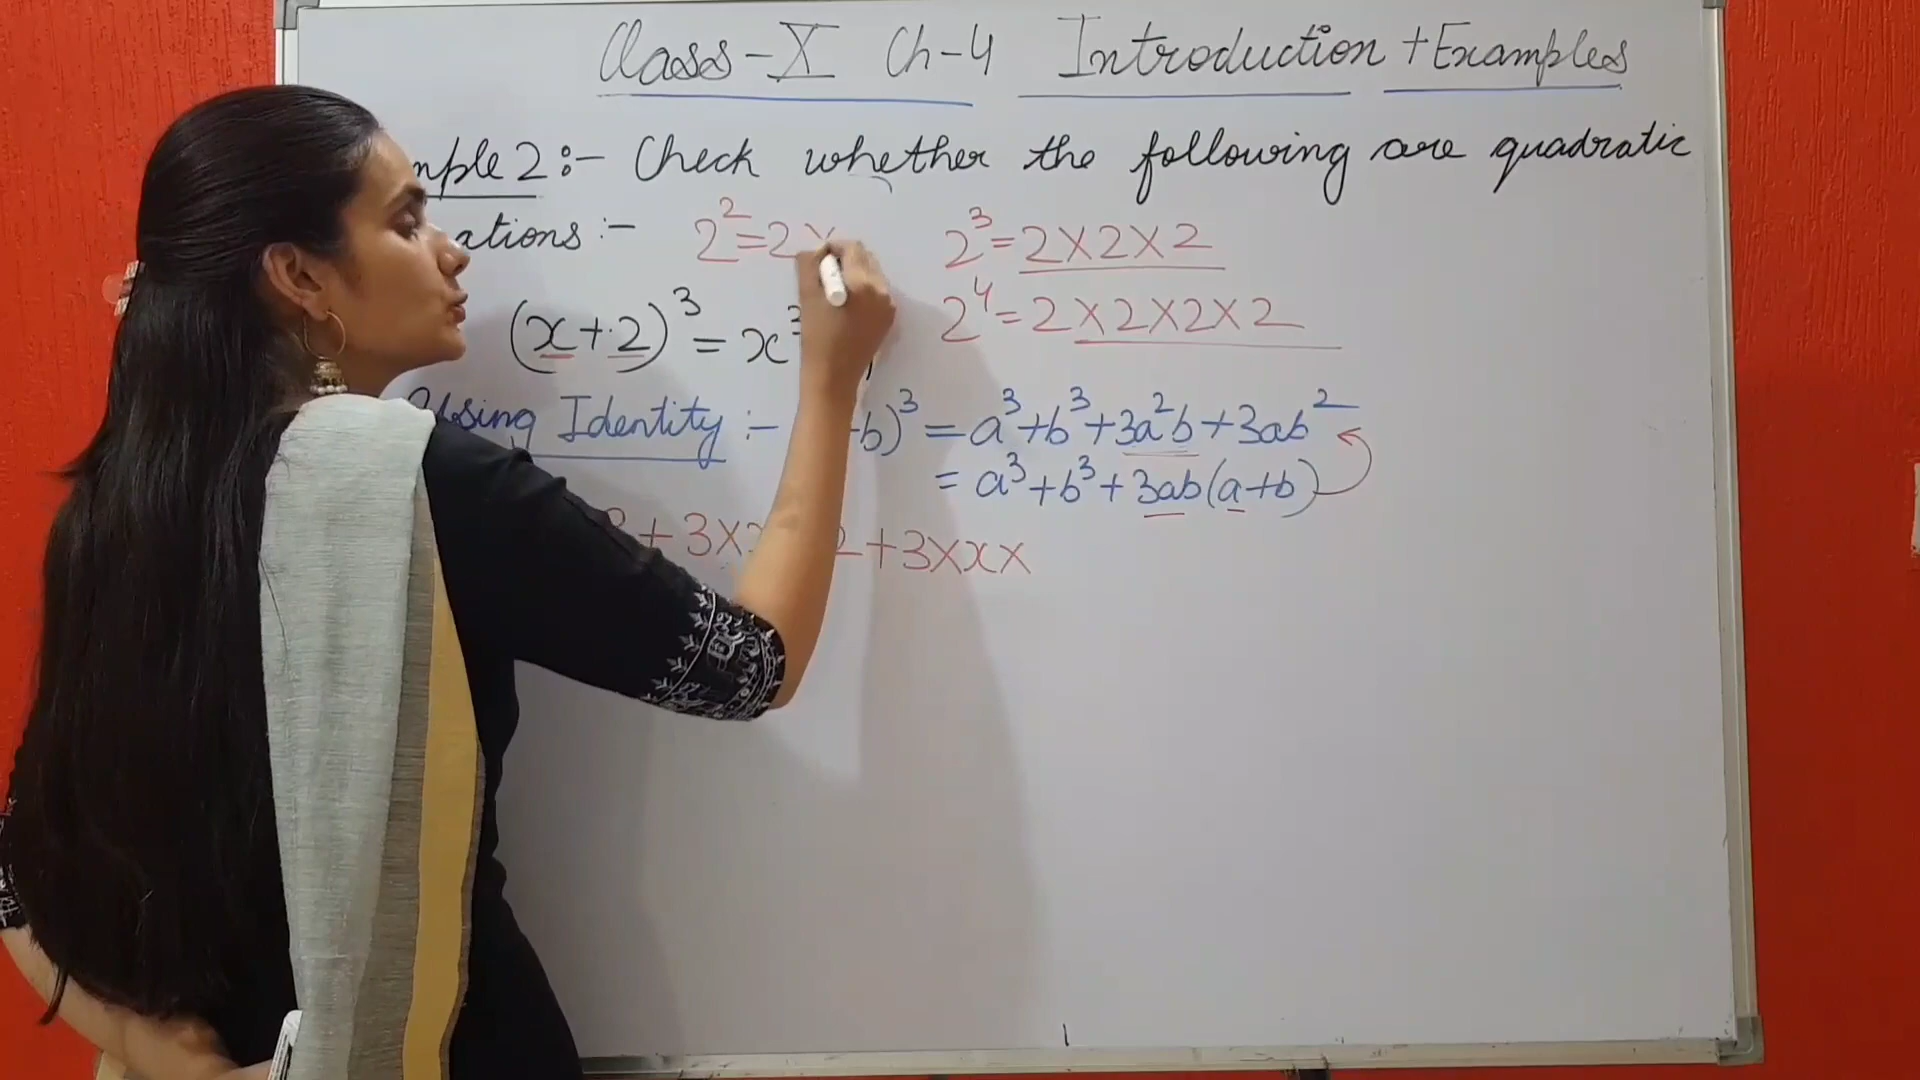 Class-X Ch-4 Introduction + Examples
mple 2 :- Check whether the following are quadratic
ations :- 2² = 2 x 2³ = 2 x 2 x 2
2⁴ = 2 x 2 x 2 x 2
(x + 2)³ = x³
Using Identity :- b)³ = a³ + b³ + 3a²b + 3ab²
= a³ + b³ + 3ab(a + b)
+ 3 x 2 + 3 x x x